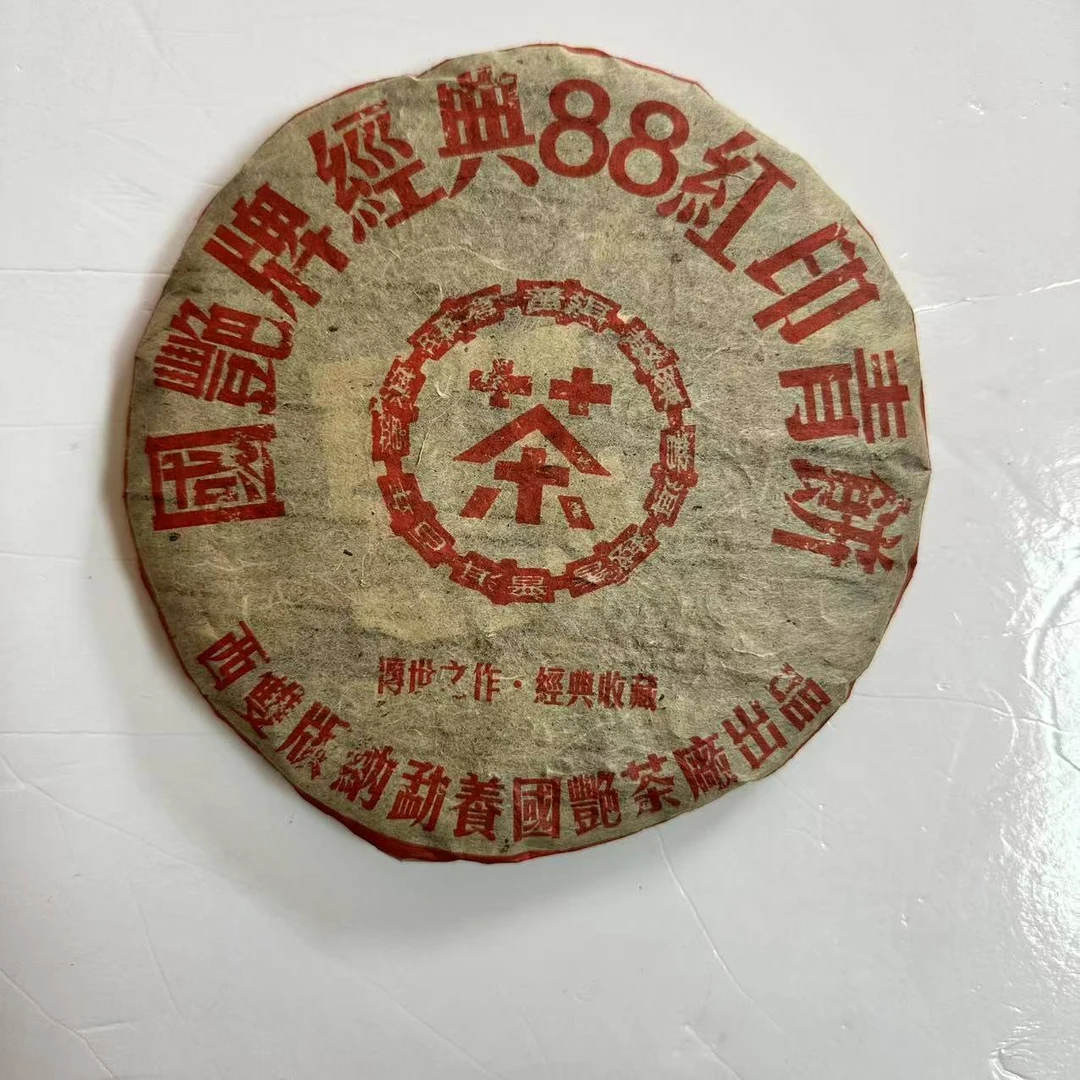 國艷牌經典88紅印青餅
茶
傳世之作·經典收藏
西雙版納勐養國艷茶廠出品